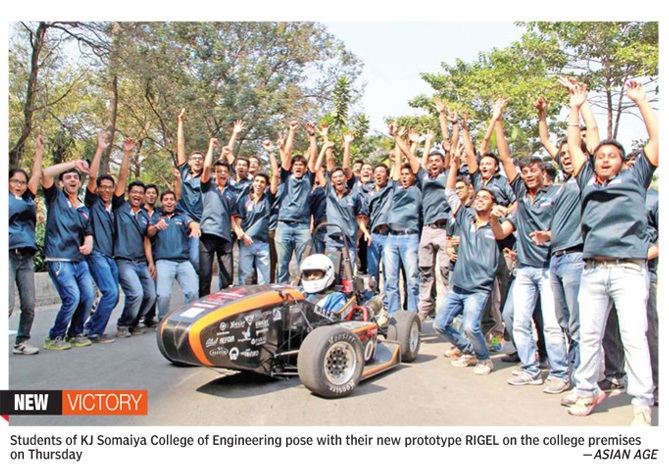 HOOSIER
NEW VICTORY
Students of KJ Somaiya College of Engineering pose with their new prototype RIGEL on the college premises
on Thursday
—ASIAN AGE